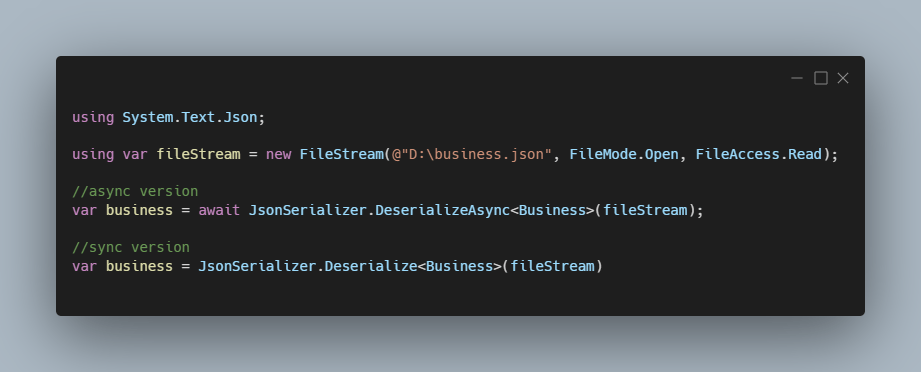 using System.Text.Json;
using var fileStream = new FileStream(@"D:\business.json", FileMode.Open, FileAccess.Read);
//async version
var business = await JsonSerializer.DeserializeAsync<Business>(fileStream);
//sync version
var business = JsonSerializer.Deserialize<Business>(fileStream)